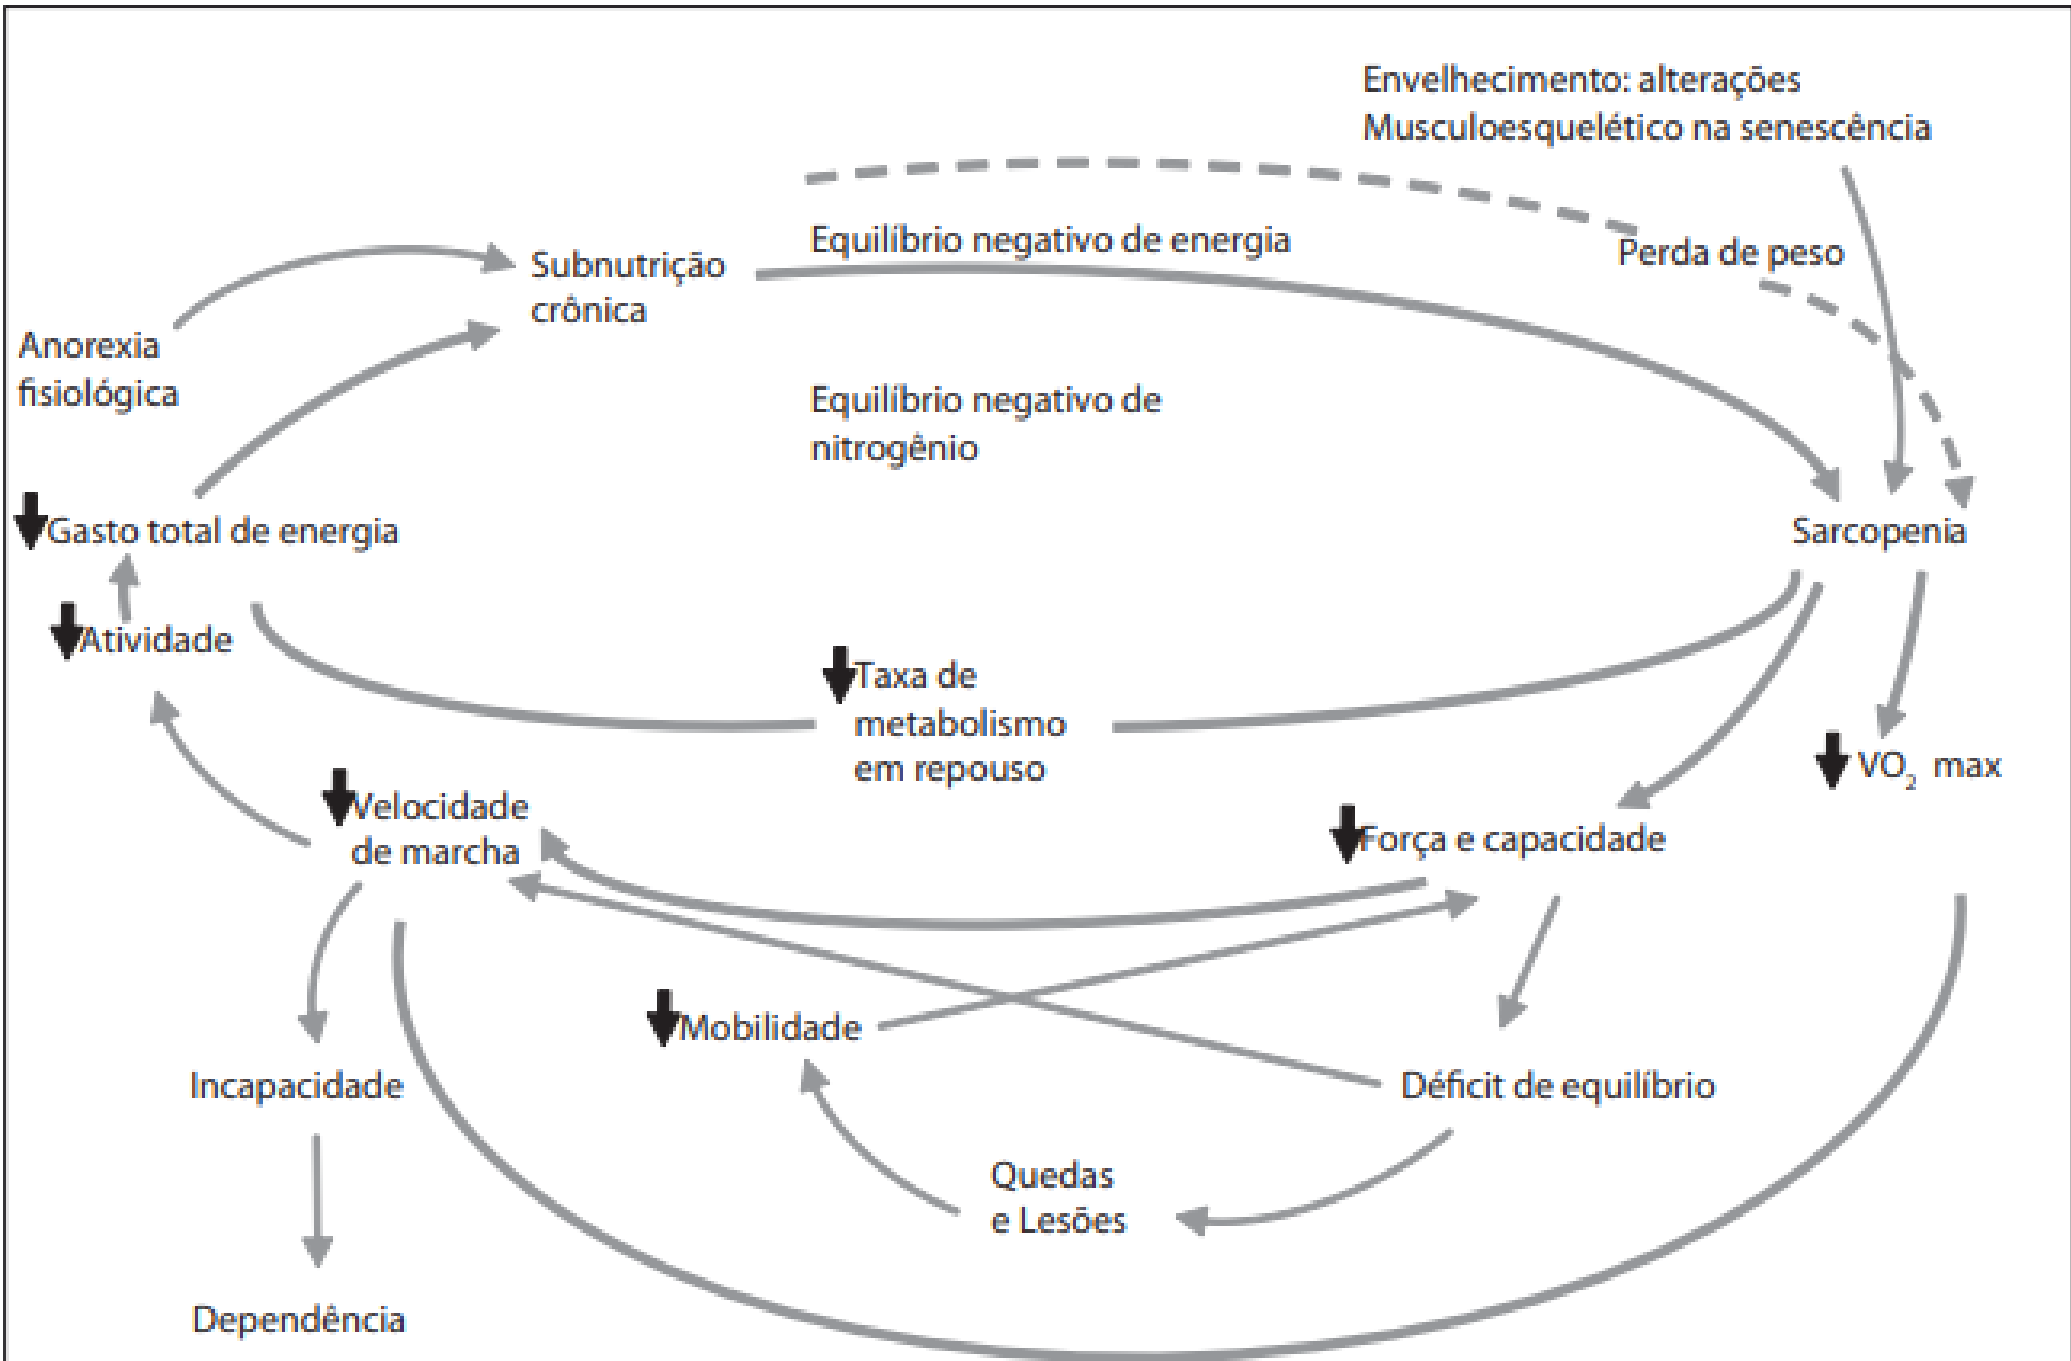 Envelhecimento: alterações
Musculoesquelético na senescência
Equilíbrio negativo de energia
Perda de peso
Subnutrição
crônica
Anorexia
fisiológica
Equilíbrio negativo de
nitrogênio
Gasto total de energia
Sarcopenia
Atividade
Taxa de
metabolismo
em repouso
VO₂ max
Velocidade
de marcha
Força e capacidade
Mobilidade
Incapacidade
Déficit de equilíbrio
Quedas
e Lesões
Dependência